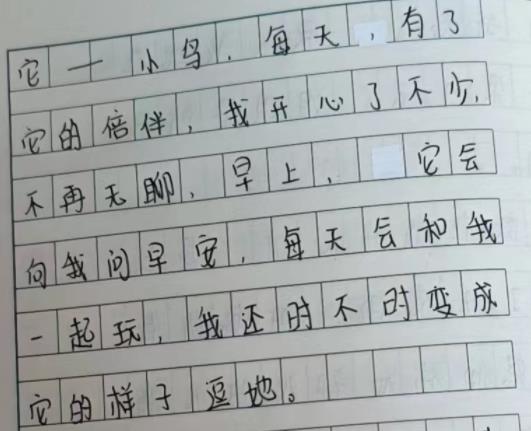 它一小鸟，每天，有了
它的倍伴，我开心了不少，
不再无聊，早上，它会
向我问早安，每天会和我
一起玩，我还时不时变成
它的样子逗她。